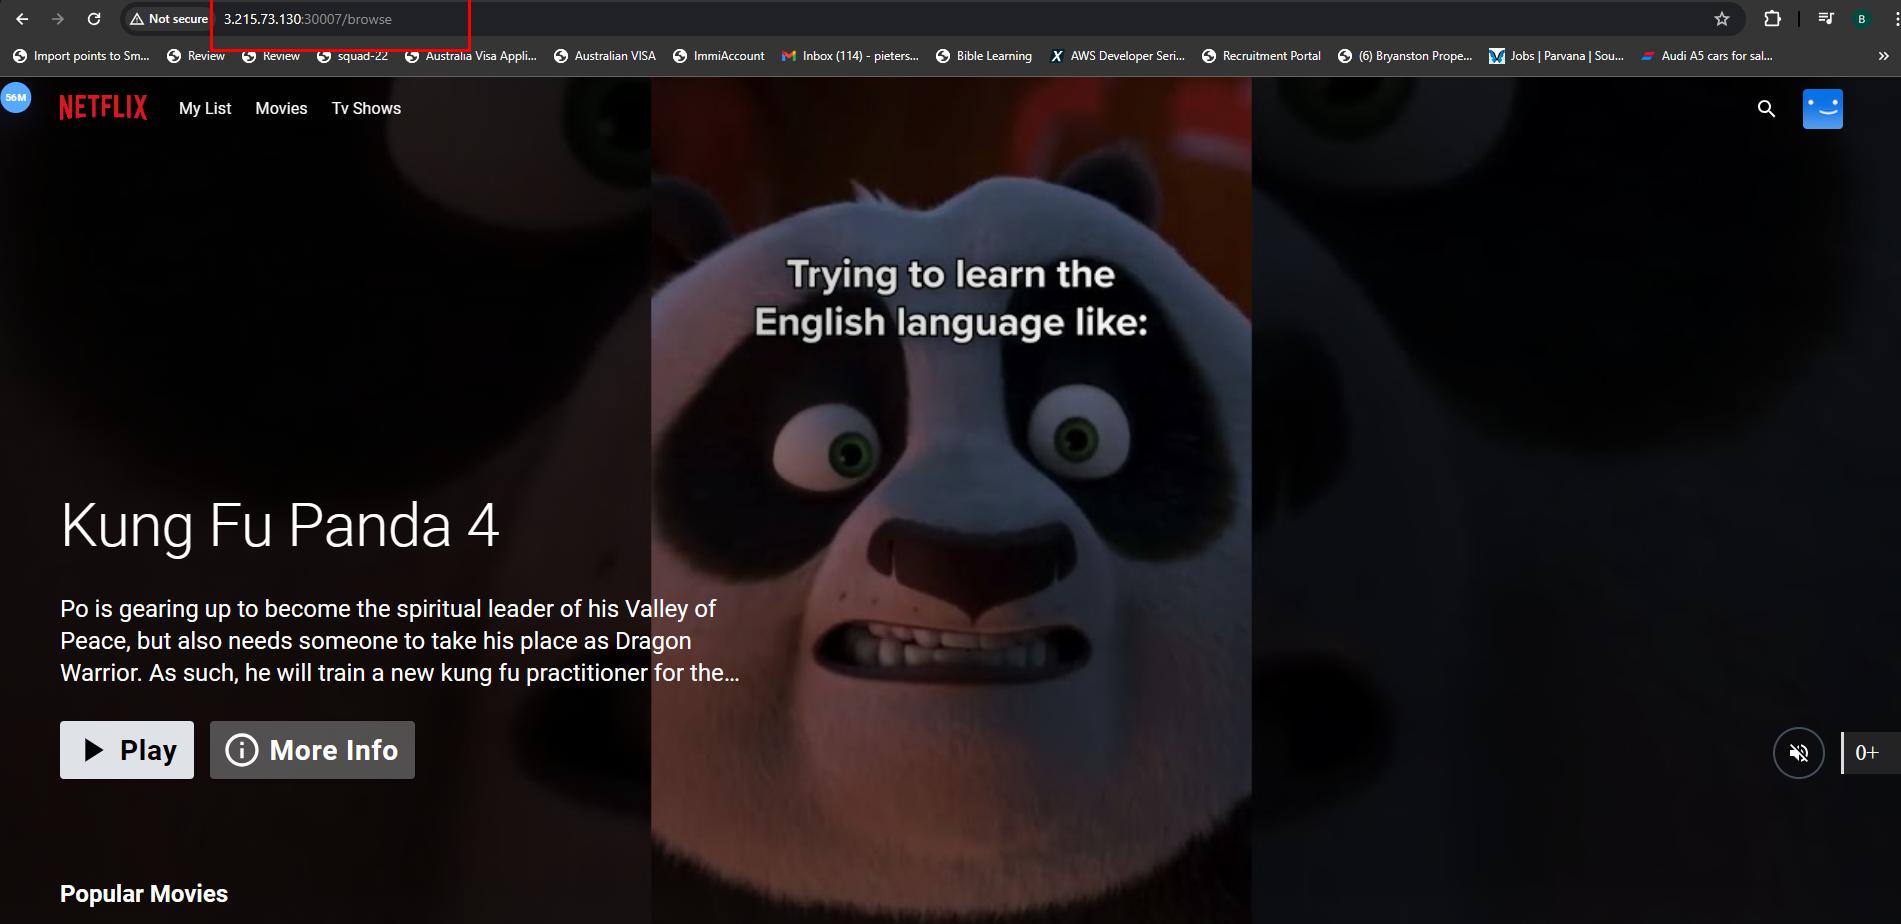 Not secure 3.215.73.130:30007/browse B
Import points to Sm... Review Review squad-22 Australia Visa Appli... Australian VISA ImmiAccount Inbox (114) - pieters... Bible Learning AWS Developer Seri... Recruitment Portal (6) Bryanston Prope... Jobs | Parvana | Sou... Audi A5 cars for sal... »
56M
NETFLIX My List Movies Tv Shows
Trying to learn the
English language like:
Kung Fu Panda 4
Po is gearing up to become the spiritual leader of his Valley of
Peace, but also needs someone to take his place as Dragon
Warrior. As such, he will train a new kung fu practitioner for the...
Play More Info
0+
Popular Movies